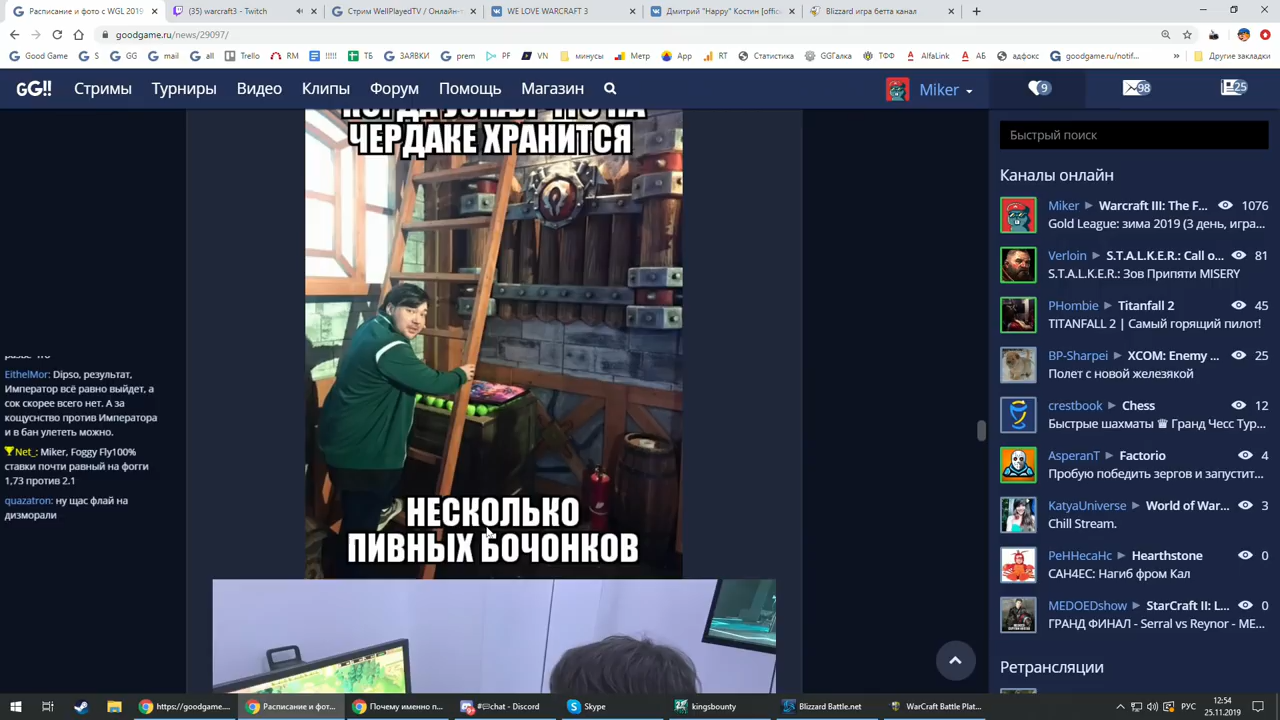 Расписание и фото с WGL 2019
(35) warcraft3 - Twitch
Стрим WellPlayedTV / Онлайн-т
WE LOVE WARCRAFT 3
Дмитрий "Happy" Костин [офици
Blizzard игра бетта канал
goodgame.ru/news/29097/
Good Game
S
GG
mail
all
Trello
RM
!!!!
ТБ
ЗАЯВКИ
prem
PF
VN
минусы
Метр
App
RT
Статистика
GGГалка
ТФФ
AlfaLink
АБ
адфокс
goodgame.ru/notif...
»
Другие закладки
GG!!
Стримы
Турниры
Видео
Клипы
Форум
Помощь
Магазин
Miker
9
98
25
ЧЕРДАКЕ ХРАНИТСЯ
НЕСКОЛЬКО
ПИВНЫХ БОЧОНКОВ
EithelMor: Dipso, результат,
Император всё равно выйдет, а
сок скорее всего нет. А за
кощунство против Императора
и в бан улететь можно.
Net_: Miker, Foggy Fly100%
ставки почти равный на фогги
1,73 против 2.1
quazatron: ну щас флай на
дизморали
Быстрый поиск
Каналы онлайн
Miker Warcraft III: The F... 1076
Gold League: зима 2019 (3 день, игра...
Verloin S.T.A.L.K.E.R.: Call o... 81
S.T.A.L.K.E.R.: Зов Припяти MISERY
PHombie Titanfall 2 45
TITANFALL 2 | Самый горящий пилот!
BP-Sharpei XCOM: Enemy ... 25
Полет с новой железякой
crestbook Chess 12
Быстрые шахматы ♛ Гранд Чесс Тур...
AsperanT Factorio 4
Пробую победить зергов и запустит...
KatyaUniverse World of War... 3
Chill Stream.
PeHHecaHc Hearthstone 0
САН4ЕС: Нагиб фром Кал
MEDOEDshow StarCraft II: L... 0
ГРАНД ФИНАЛ - Serral vs Reynor - ME...
Ретрансляции
https://goodgame....
Расписание и фот...
Почему именно п...
#chat - Discord
Skype
kingsbounty
Blizzard Battle.net
WarCraft Battle Plat...
РУС
12:54
25.11.2019